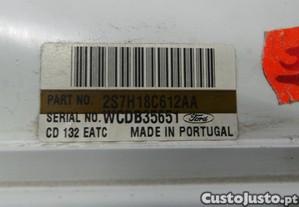 PART NO. 2S7H18C612AA
SERIAL NO. WCDB35651
Ford
CD 132 EATC MADE IN PORTUGAL
CustoJusto.pt